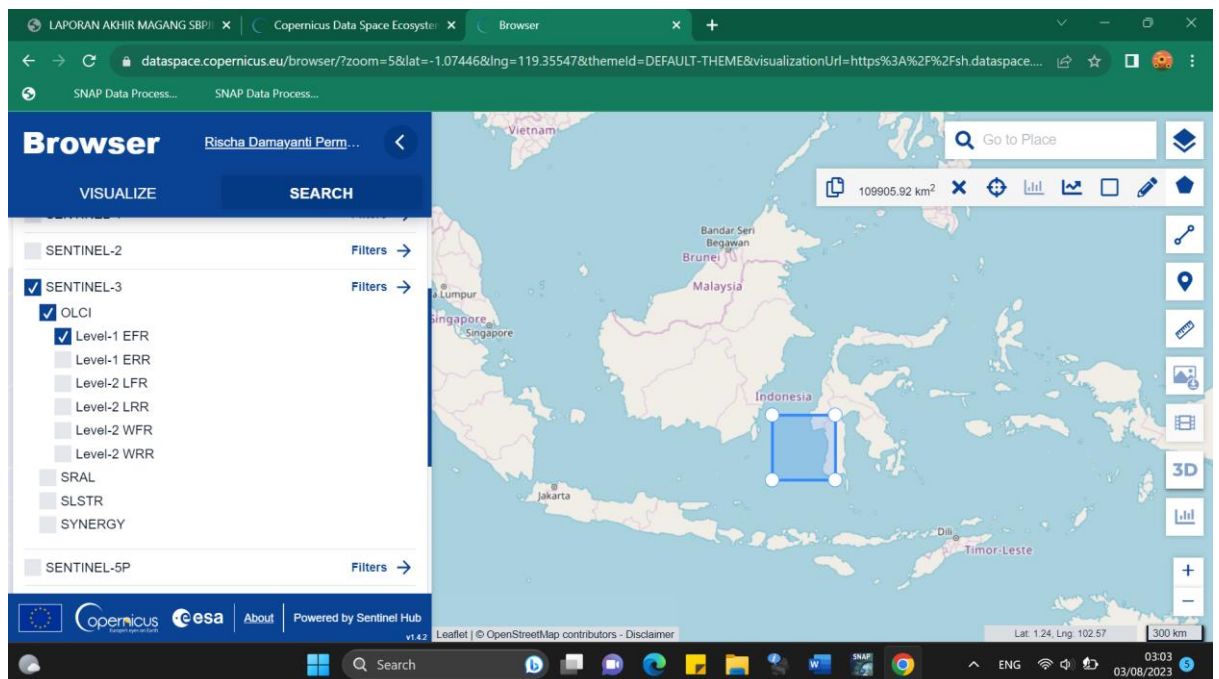 LAPORAN AKHIR MAGANG SBPJ
Copernicus Data Space Ecosyster
Browser
dataspace.copernicus.eu/browser/?zoom=5&lat=-1.07446&lng=119.35547&themeId=DEFAULT-THEME&visualizationUrl=https%3A%2F%2Fsh.dataspace....
SNAP Data Process...
SNAP Data Process...
Browser
Rischa Damayanti Perm...
VISUALIZE
SEARCH
SENTINEL-2
Filters
SENTINEL-3
Filters
OLCI
Level-1 EFR
Level-1 ERR
Level-2 LFR
Level-2 LRR
Level-2 WFR
Level-2 WRR
SRAL
SLSTR
SYNERGY
SENTINEL-5P
Filters
Copernicus
Europe's eyes on Earth
esa
About
Powered by Sentinel Hub
v1.4.2
Go to Place
109905.92 km²
Vietnam
Bandar Seri
Begawan
Brunei
Malaysia
a Lumpur
Singapore
Singapore
Indonesia
Jakarta
Dili
Timor-Leste
3D
+
−
Leaflet | © OpenStreetMap contributors - Disclaimer
Lat: 1.24, Lng: 102.57
300 km
Search
SNAP
ENG
03:03
03/08/2023
5